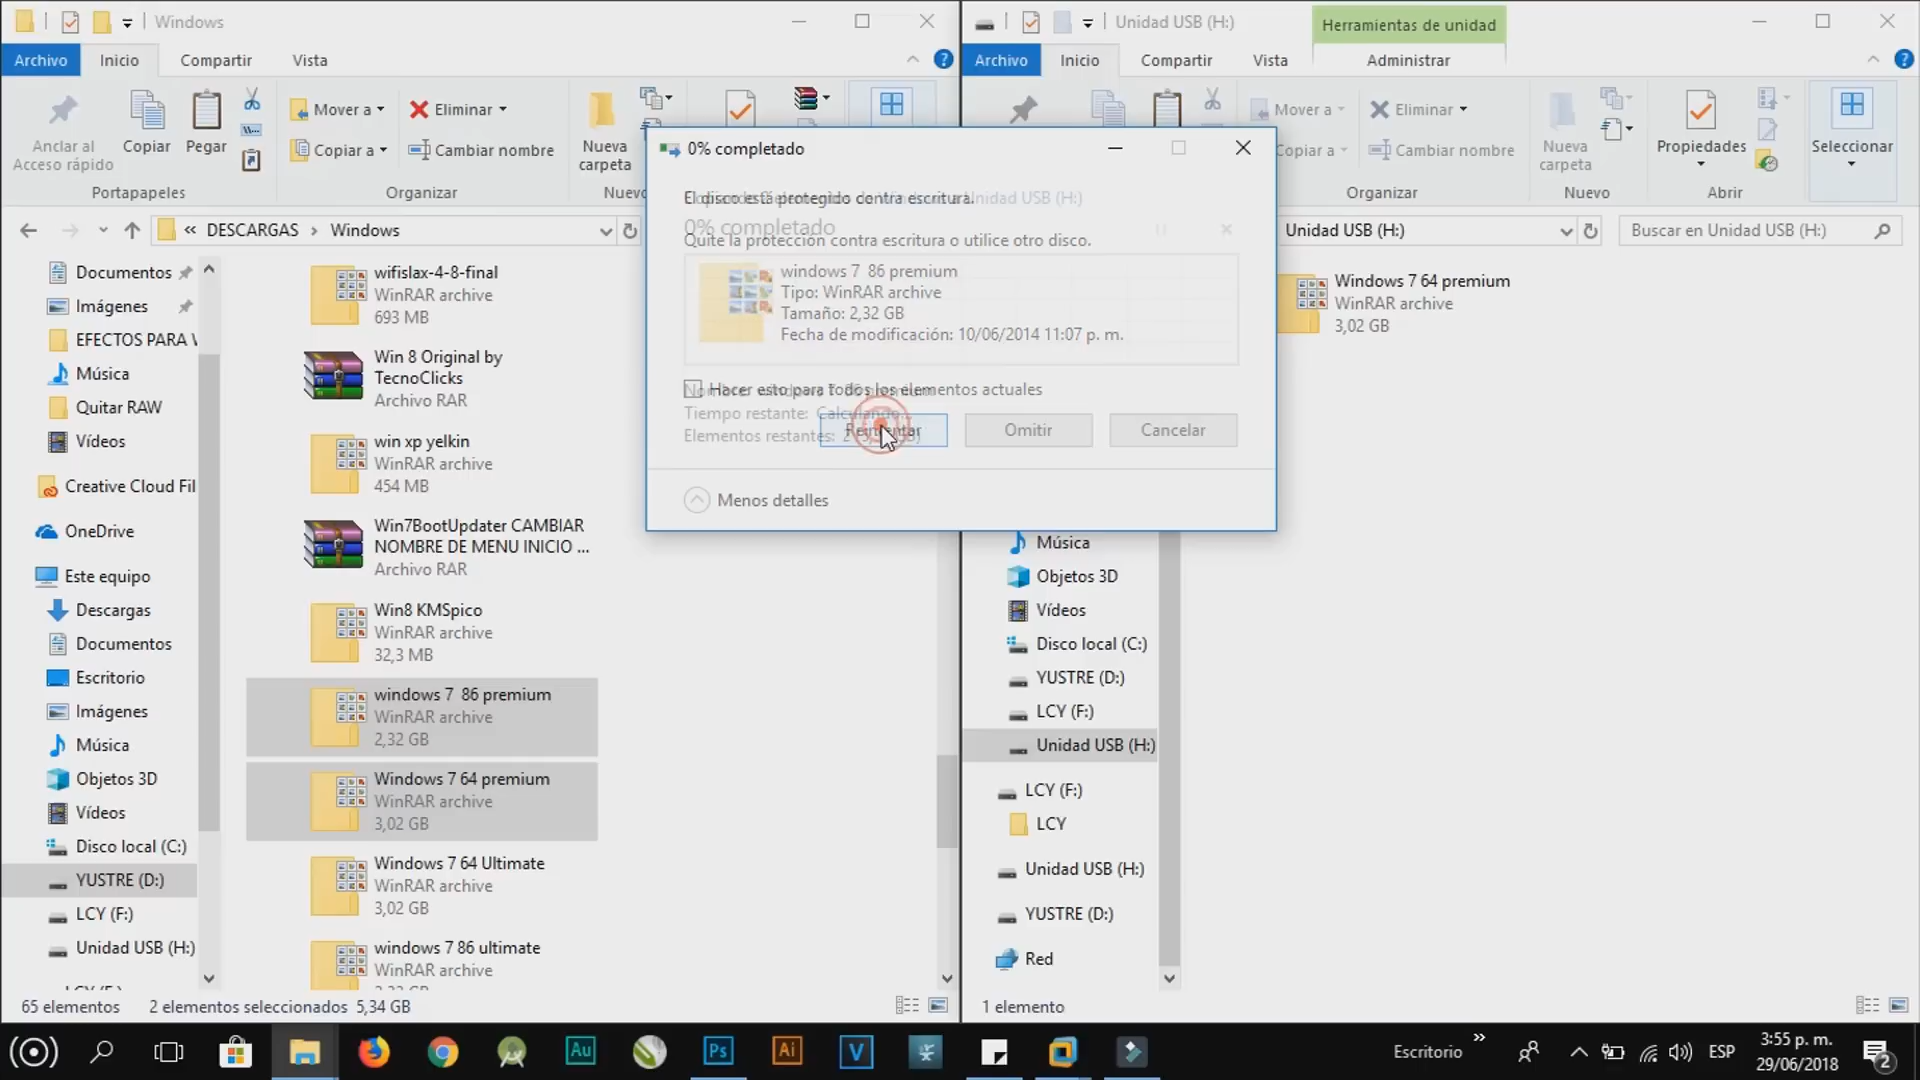 Windows
Archivo Inicio Compartir Vista
Anclar al
Acceso rápido
Copiar
Pegar
Mover a
Copiar a
Eliminar
Cambiar nombre
Nueva
carpeta
Portapapeles
Organizar
Nuevo
DESCARGAS > Windows
Documentos
Imágenes
EFECTOS PARA V
Música
Quitar RAW
Vídeos
Creative Cloud Fil
OneDrive
Este equipo
Descargas
Documentos
Escritorio
Imágenes
Música
Objetos 3D
Vídeos
Disco local (C:)
YUSTRE (D:)
LCY (F:)
Unidad USB (H:)
wifislax-4-8-final
WinRAR archive
693 MB
Win 8 Original by
TecnoClicks
Archivo RAR
win xp yelkin
WinRAR archive
454 MB
Win7BootUpdater CAMBIAR
NOMBRE DE MENU INICIO ...
Archivo RAR
Win8 KMSpico
WinRAR archive
32,3 MB
windows 7  86 premium
WinRAR archive
2,32 GB
Windows 7 64 premium
WinRAR archive
3,02 GB
Windows 7 64 Ultimate
WinRAR archive
3,02 GB
windows 7 86 ultimate
WinRAR archive
65 elementos 2 elementos seleccionados 5,34 GB
0% completado
El disco está protegido contra escritura.
Unidad USB (H:)
0% completado
Quite la protección contra escritura o utilice otro disco.
windows 7  86 premium
Tipo: WinRAR archive
Tamaño: 2,32 GB
Fecha de modificación: 10/06/2014 11:07 p. m.
Hacer esto para todos los elementos actuales
Tiempo restante: Calculando...
Elementos restantes:
Reintentar Omitir Cancelar
Menos detalles
Unidad USB (H:)
Herramientas de unidad
Archivo Inicio Compartir Vista Administrar
Mover a
Copiar a
Eliminar
Cambiar nombre
Nueva
carpeta
Propiedades
Seleccionar
Organizar
Nuevo
Abrir
Unidad USB (H:)
Buscar en Unidad USB (H:)
Windows 7 64 premium
WinRAR archive
3,02 GB
Música
Objetos 3D
Vídeos
Disco local (C:)
YUSTRE (D:)
LCY (F:)
Unidad USB (H:)
LCY (F:)
LCY
Unidad USB (H:)
YUSTRE (D:)
Red
1 elemento
Au
Ps
Ai
V
Escritorio
ESP
3:55 p. m.
29/06/2018
2